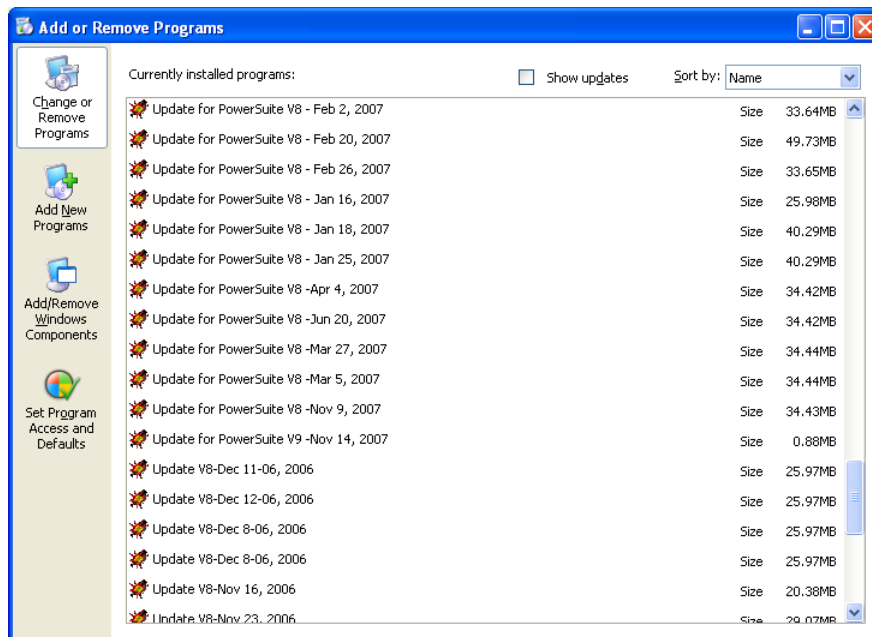 Add or Remove Programs
Change or
Remove
Programs
Add New
Programs
Add/Remove
Windows
Components
Set Program
Access and
Defaults
Currently installed programs:
Show updates
Sort by: Name
Update for PowerSuite V8 - Feb 2, 2007 Size 33.64MB
Update for PowerSuite V8 - Feb 20, 2007 Size 49.73MB
Update for PowerSuite V8 - Feb 26, 2007 Size 33.65MB
Update for PowerSuite V8 - Jan 16, 2007 Size 25.98MB
Update for PowerSuite V8 - Jan 18, 2007 Size 40.29MB
Update for PowerSuite V8 - Jan 25, 2007 Size 40.29MB
Update for PowerSuite V8 -Apr 4, 2007 Size 34.42MB
Update for PowerSuite V8 -Jun 20, 2007 Size 34.42MB
Update for PowerSuite V8 -Mar 27, 2007 Size 34.44MB
Update for PowerSuite V8 -Mar 5, 2007 Size 34.44MB
Update for PowerSuite V8 -Nov 9, 2007 Size 34.43MB
Update for PowerSuite V9 -Nov 14, 2007 Size 0.88MB
Update V8-Dec 11-06, 2006 Size 25.97MB
Update V8-Dec 12-06, 2006 Size 25.97MB
Update V8-Dec 8-06, 2006 Size 25.97MB
Update V8-Dec 8-06, 2006 Size 25.97MB
Update V8-Nov 16, 2006 Size 20.38MB
Update V8-Nov 23, 2006 Size 29.07MB